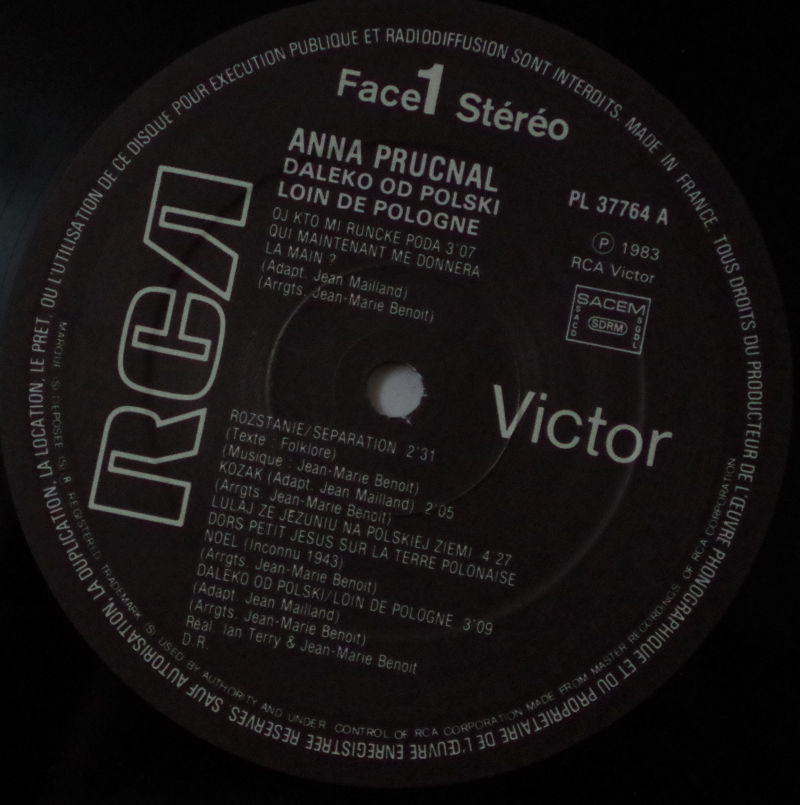 Face 1 Stéréo
ANNA PRUCNAL
DALEKO OD POLSKI
LOIN DE POLOGNE
OJ KTO MI RUNCKE PODA 3'07
QUI MAINTENANT ME DONNERA
LA MAIN ?
(Adapt. Jean Mailland)
(Arrgts. Jean-Marie Benoit)
PL 37764 A
Ⓟ 1983
RCA Victor
SACEM
SACD
SDRM
SGDL
RCA
Victor
ROZSTANIE/SEPARATION 2'31
(Texte : Folklore)
(Musique : Jean-Marie Benoit)
KOZAK (Adapt. Jean Mailland) 2'05
(Arrgts. Jean-Marie Benoit)
LULAJ ZE JEZUNIU NA POLSKIEJ ZIEMI 4'27
DORS PETIT JESUS SUR LA TERRE POLONAISE
NOEL (Inconnu 1943)
(Arrgts. Jean-Marie Benoit)
DALEKO OD POLSKI/LOIN DE POLOGNE 3'09
(Adapt. Jean Mailland)
(Arrgts. Jean-Marie Benoit)
Réal. Ian Terry & Jean-Marie Benoit
D.R.
MADE IN FRANCE. TOUS DROITS DU PRODUCTEUR DE L'ŒUVRE PHONOGRAPHIQUE ET DU PROPRIETAIRE DE L'ŒUVRE ENREGISTREE RESERVES. SAUF AUTORISATION, LA DUPLICATION, LA LOCATION, LE PRET, OU L'UTILISATION DE CE DISQUE POUR EXECUTION PUBLIQUE ET RADIODIFFUSION SONT INTERDITS.
MARQUE (S) DEPOSEE (S) ® REGISTERED TRADEMARK (S) USED BY AUTHORITY AND UNDER CONTROL OF RCA CORPORATION MADE FROM MASTER RECORDINGS OF RCA CORPORATION